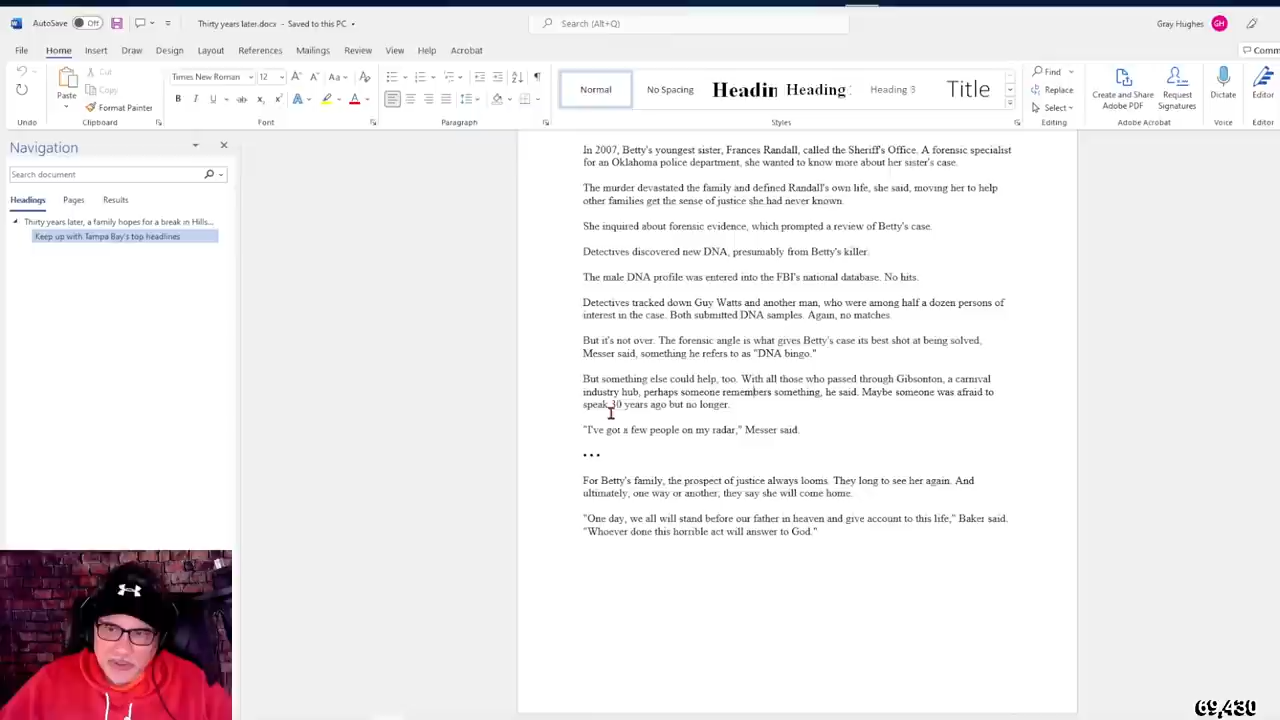 AutoSave Off Thirty years later.docx - Saved to this PC Search (Alt+Q) Gray Hughes GH
File Home Insert Draw Design Layout References Mailings Review View Help Acrobat Comm
Paste Cut Copy Format Painter
Times New Roman 12
Normal No Spacing Headin Heading Heading 3 Title
Find Replace Select
Create and Share Adobe PDF Request Signatures Dictate Editor
Undo Clipboard Font Paragraph Styles Editing Adobe Acrobat Voice Editor
Navigation
Search document
Headings Pages Results
Thirty years later, a family hopes for a break in Hills...
Keep up with Tampa Bay's top headlines
In 2007, Betty's youngest sister, Frances Randall, called the Sheriff's Office. A forensic specialist
for an Oklahoma police department, she wanted to know more about her sister's case.
The murder devastated the family and defined Randall's own life, she said, moving her to help
other families get the sense of justice she had never known.
She inquired about forensic evidence, which prompted a review of Betty's case.
Detectives discovered new DNA, presumably from Betty's killer.
The male DNA profile was entered into the FBI's national database. No hits.
Detectives tracked down Guy Watts and another man, who were among half a dozen persons of
interest in the case. Both submitted DNA samples. Again, no matches.
But it's not over. The forensic angle is what gives Betty's case its best shot at being solved,
Messer said, something he refers to as "DNA bingo."
But something else could help, too. With all those who passed through Gibsonton, a carnival
industry hub, perhaps someone remembers something, he said. Maybe someone was afraid to
speak 30 years ago but no longer.
"I've got a few people on my radar," Messer said.
• • •
For Betty's family, the prospect of justice always looms. They long to see her again. And
ultimately, one way or another, they say she will come home.
"One day, we all will stand before our father in heaven and give account to this life," Baker said.
"Whoever done this horrible act will answer to God."
69,430